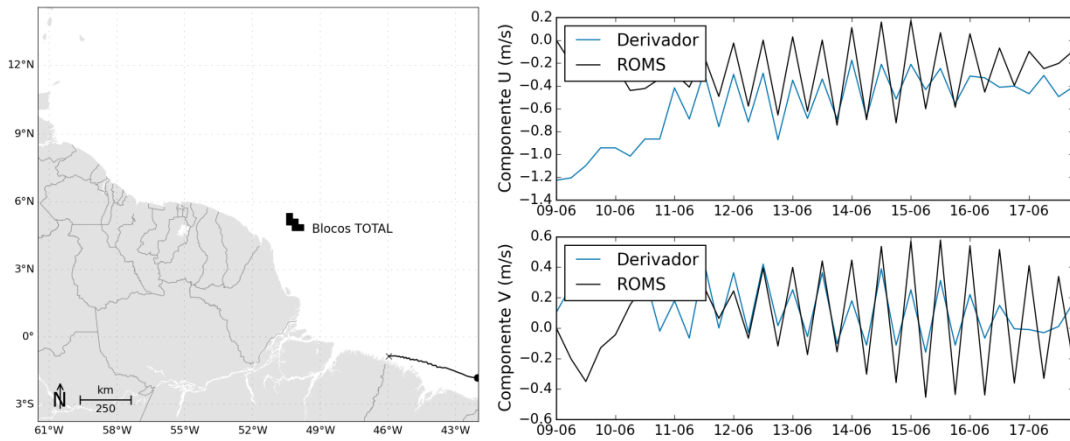 12°N
9°N
6°N
3°N
0°
3°S
61°W
58°W
55°W
52°W
49°W
46°W
43°W
Blocos TOTAL
N
km
250
Componente U (m/s)
0.2
0.0
−0.2
−0.4
−0.6
−0.8
−1.0
−1.2
−1.4
Derivador
ROMS
09-06
10-06
11-06
12-06
13-06
14-06
15-06
16-06
17-06
Componente V (m/s)
0.6
0.4
0.2
0.0
−0.2
−0.4
−0.6
Derivador
ROMS
09-06
10-06
11-06
12-06
13-06
14-06
15-06
16-06
17-06